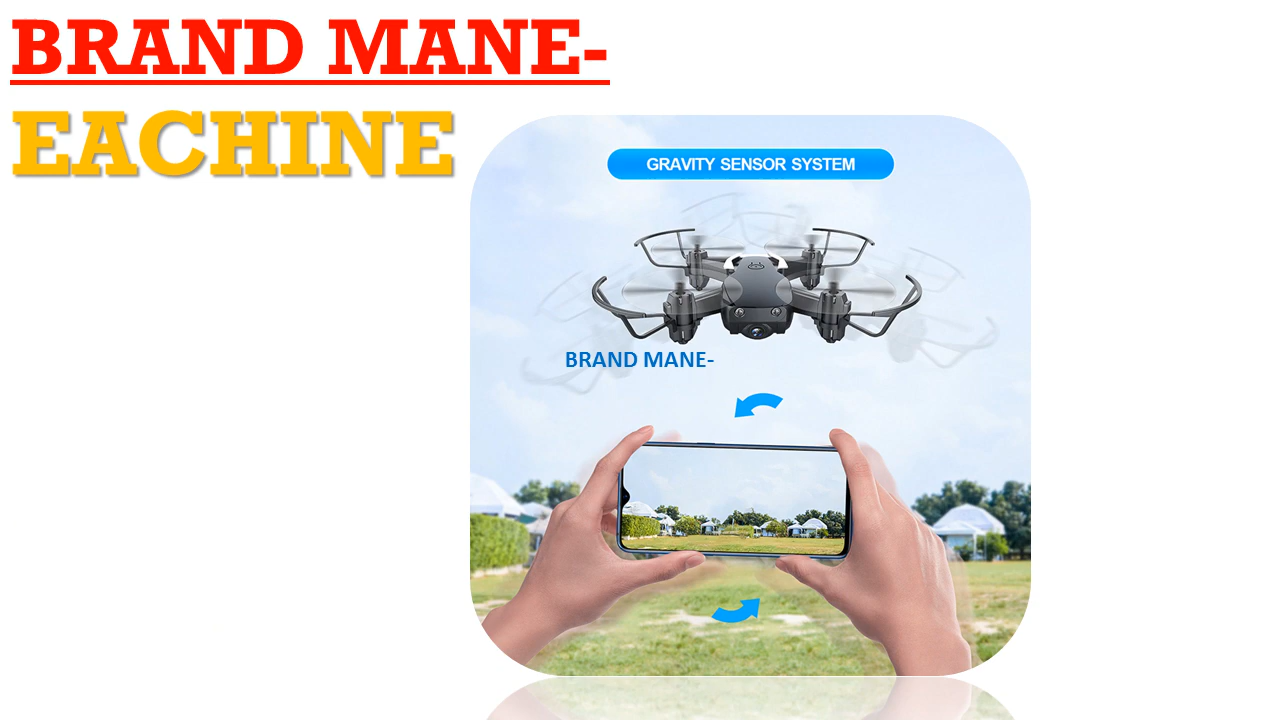 BRAND MANE-
EACHINE
GRAVITY SENSOR SYSTEM
BRAND MANE-